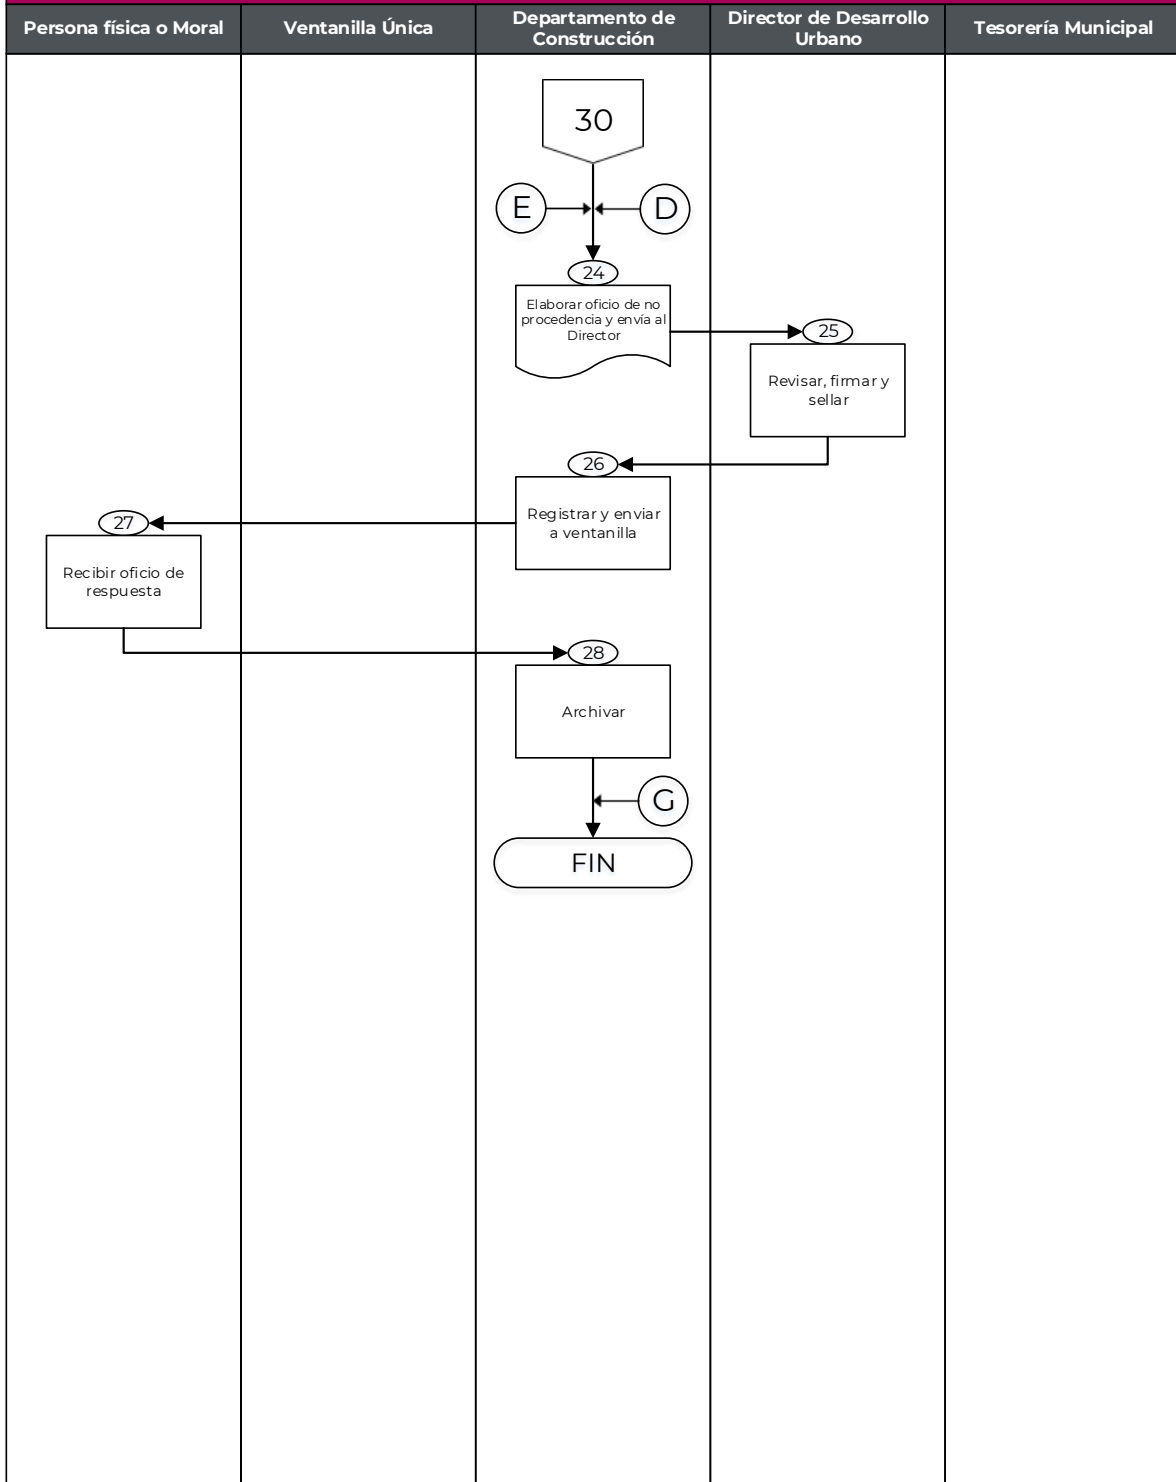 Persona física o Moral
Ventanilla Única
Departamento de
Construcción
Director de Desarrollo
Urbano
Tesorería Municipal
30
E
D
24
Elaborar oficio de no
procedencia y envía al
Director
25
Revisar, firmar y
sellar
26
Registrar y enviar
a ventanilla
27
Recibir oficio de
respuesta
28
Archivar
G
FIN